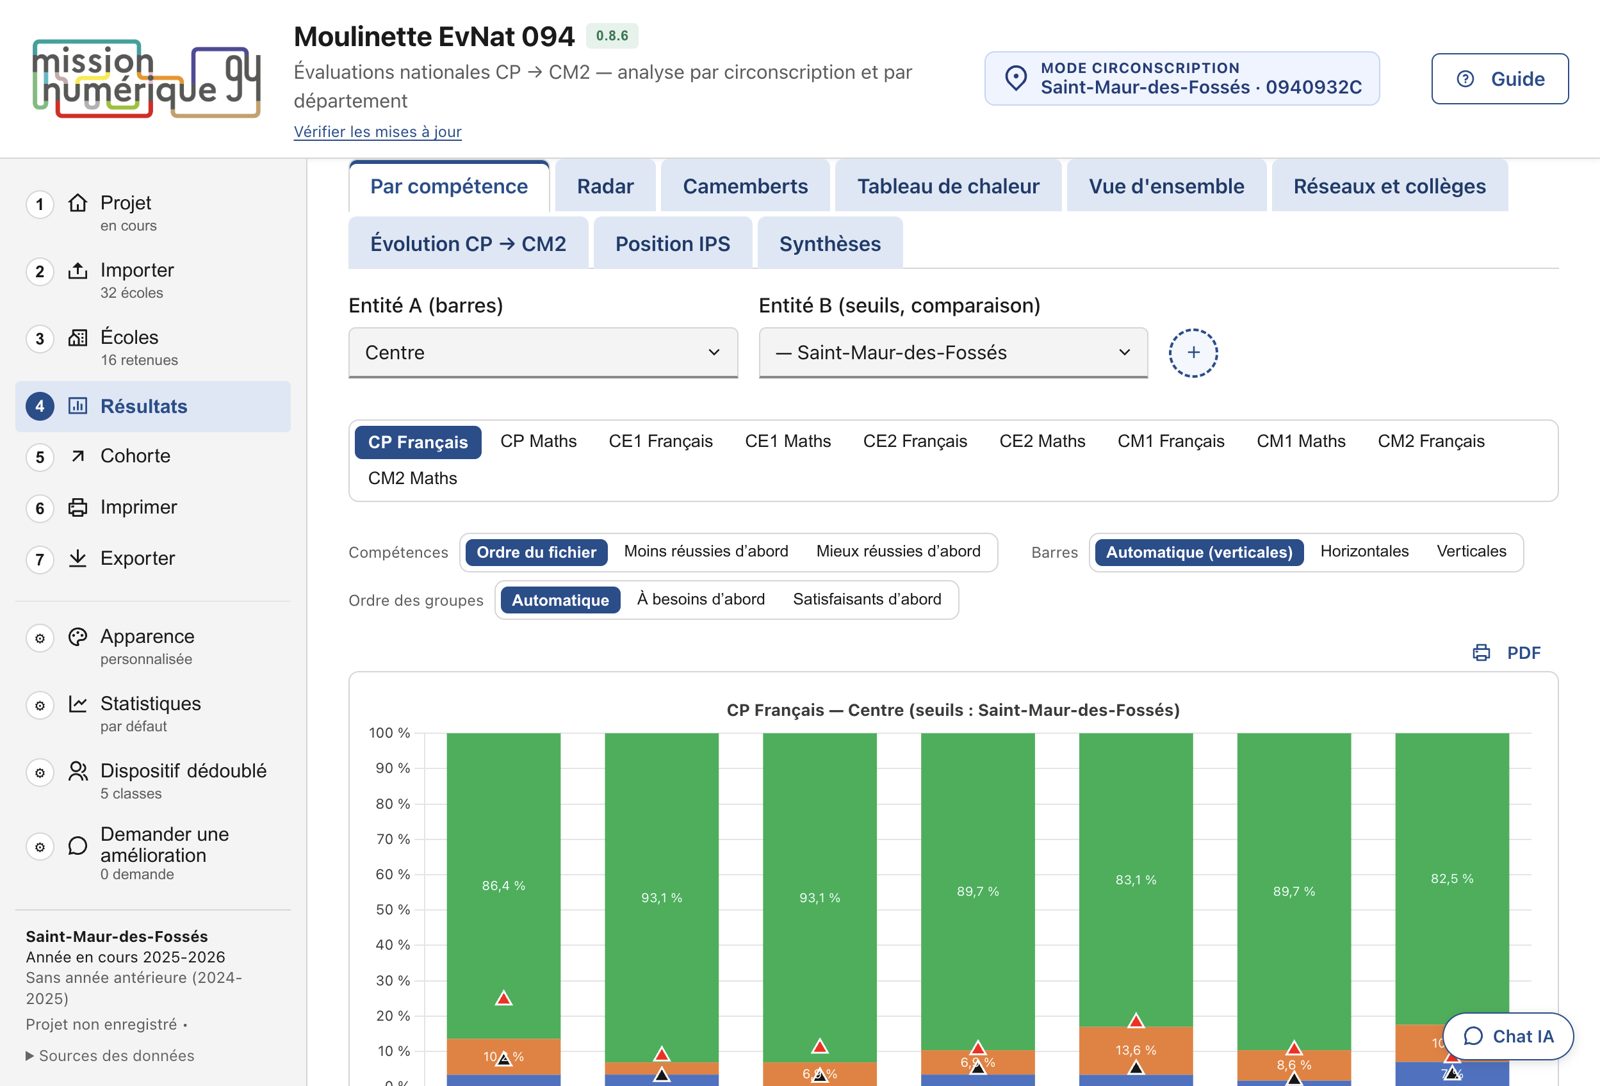 mission
numérique 94
Moulinette EvNat 094
0.8.6
Évaluations nationales CP → CM2 — analyse par circonscription et par
département
Vérifier les mises à jour
MODE CIRCONSCRIPTION
Saint-Maur-des-Fossés · 0940932C
Guide
1
Projet
en cours
2
Importer
32 écoles
3
Écoles
16 retenues
4
Résultats
5
Cohorte
6
Imprimer
7
Exporter
Apparence
personnalisée
Statistiques
par défaut
Dispositif dédoublé
5 classes
Demander une
amélioration
0 demande
Saint-Maur-des-Fossés
Année en cours 2025-2026
Sans année antérieure (2024-
2025)
Projet non enregistré •
Sources des données
Par compétence
Radar
Camemberts
Tableau de chaleur
Vue d'ensemble
Réseaux et collèges
Évolution CP → CM2
Position IPS
Synthèses
Entité A (barres)
Entité B (seuils, comparaison)
Centre
— Saint-Maur-des-Fossés
CP Français
CP Maths
CE1 Français
CE1 Maths
CE2 Français
CE2 Maths
CM1 Français
CM1 Maths
CM2 Français
CM2 Maths
Compétences
Ordre du fichier
Moins réussies d’abord
Mieux réussies d’abord
Barres
Automatique (verticales)
Horizontales
Verticales
Ordre des groupes
Automatique
À besoins d’abord
Satisfaisants d’abord
PDF
CP Français — Centre (seuils : Saint-Maur-des-Fossés)
100 %
90 %
80 %
70 %
60 %
50 %
40 %
30 %
20 %
10 %
0 %
86,4 %
93,1 %
93,1 %
89,7 %
83,1 %
89,7 %
82,5 %
13,6 %
8,6 %
Chat IA